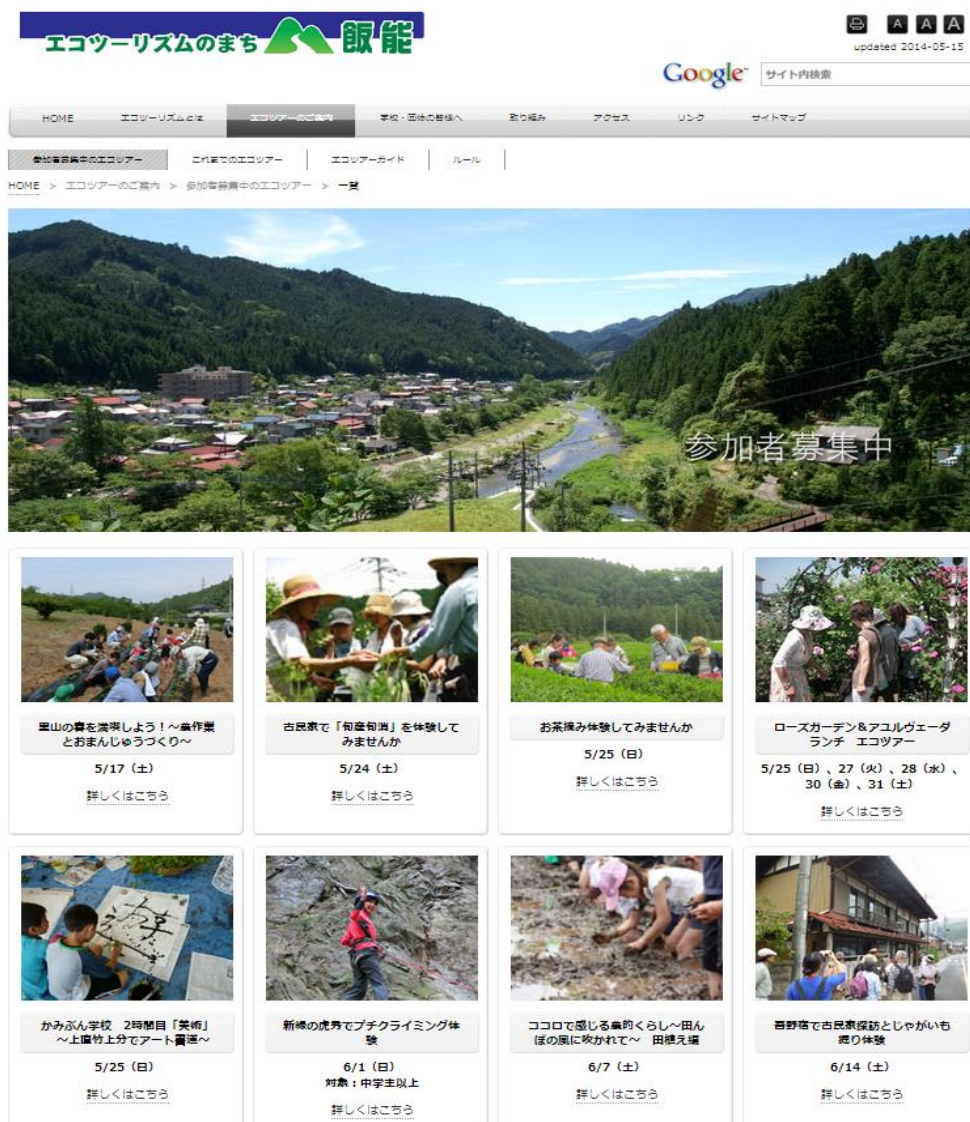 エコツーリズムのまち 飯能
A A A
updated 2014-05-15
Google サイト内検索
HOME エコツーリズムとは エコツアーのご案内 学校・団体の皆様へ 取り組み アクセス リンク サイトマップ
参加者募集中のエコツアー これまでのエコツアー エコツアーガイド ルール
HOME > エコツアーのご案内 > 参加者募集中のエコツアー > 一覧
参加者募集中
里山の春を満喫しよう!~農作業
とおまんじゅうづくり~
5/17(土)
詳しくはこちら
古民家で「旬産旬消」を体験して
みませんか
5/24(土)
詳しくはこちら
お茶摘み体験してみませんか
5/25(日)
詳しくはこちら
ローズガーデン&アユルヴェーダ
ランチ エコツアー
5/25(日)、27(火)、28(水)、
30(金)、31(土)
詳しくはこちら
かみぶん学校 2時間目「美術」
~上直竹上分でアート書道~
5/25(日)
詳しくはこちら
新緑の虎秀でプチクライミング体
験
6/1(日)
対象:中学生以上
詳しくはこちら
ココロで感じる農的くらし~田ん
ぼの風に吹かれて~ 田植え編
6/7(土)
詳しくはこちら
吾野宿で古民家探訪とじゃがいも
掘り体験
6/14(土)
詳しくはこちら